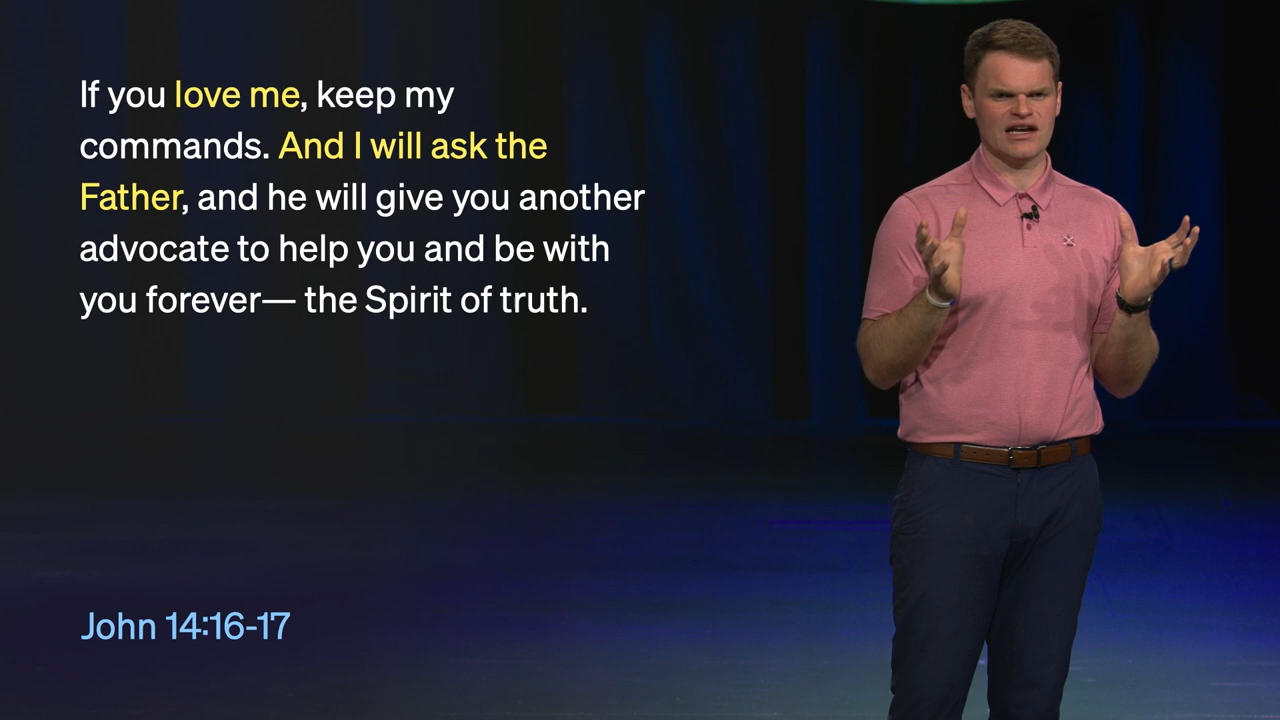 If you love me, keep my
commands. And I will ask the
Father, and he will give you another
advocate to help you and be with
you forever— the Spirit of truth.
John 14:16-17